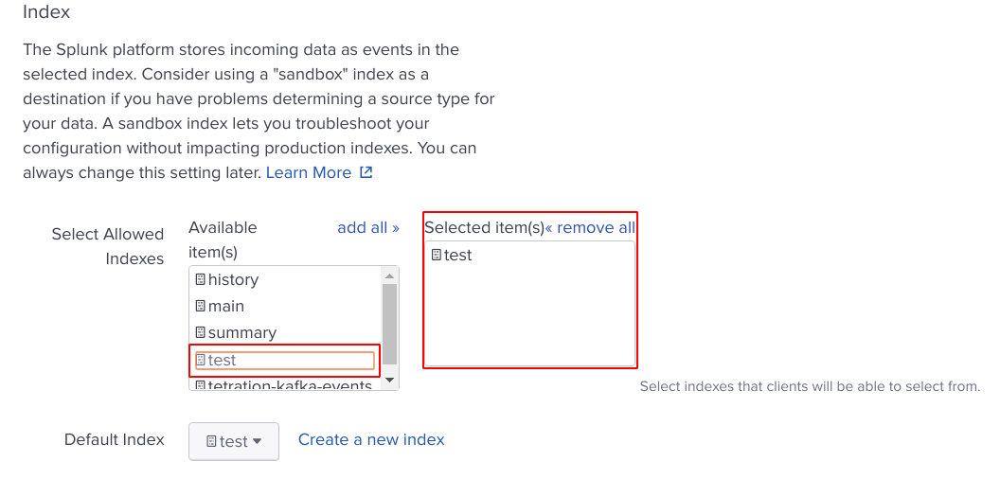 Index
The Splunk platform stores incoming data as events in the
selected index. Consider using a "sandbox" index as a
destination if you have problems determining a source type for
your data. A sandbox index lets you troubleshoot your
configuration without impacting production indexes. You can
always change this setting later. Learn More
Select Allowed
Indexes
Available
item(s)
add all »
history
main
summary
test
tetration-kafka-events
Selected item(s)« remove all
test
Select indexes that clients will be able to select from.
Default Index
test
Create a new index